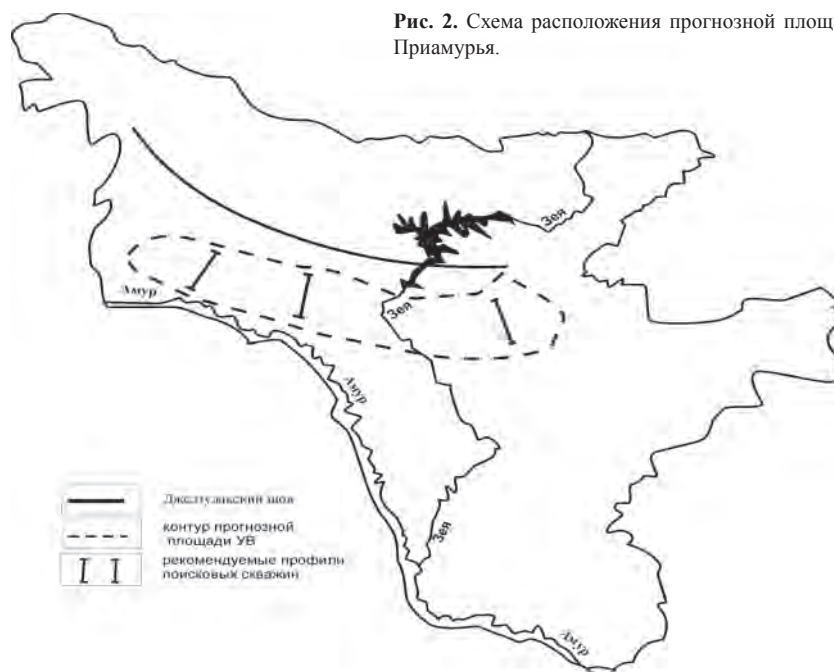 Рис. 2. Схема расположения прогнозной площ
Приамурья.
Зея
Амур
Зея
Амур
Джелтулакский шов
Зея
контур прогнозной
площади УВ
рекомендуемые профили
поисковых скважин
Амур